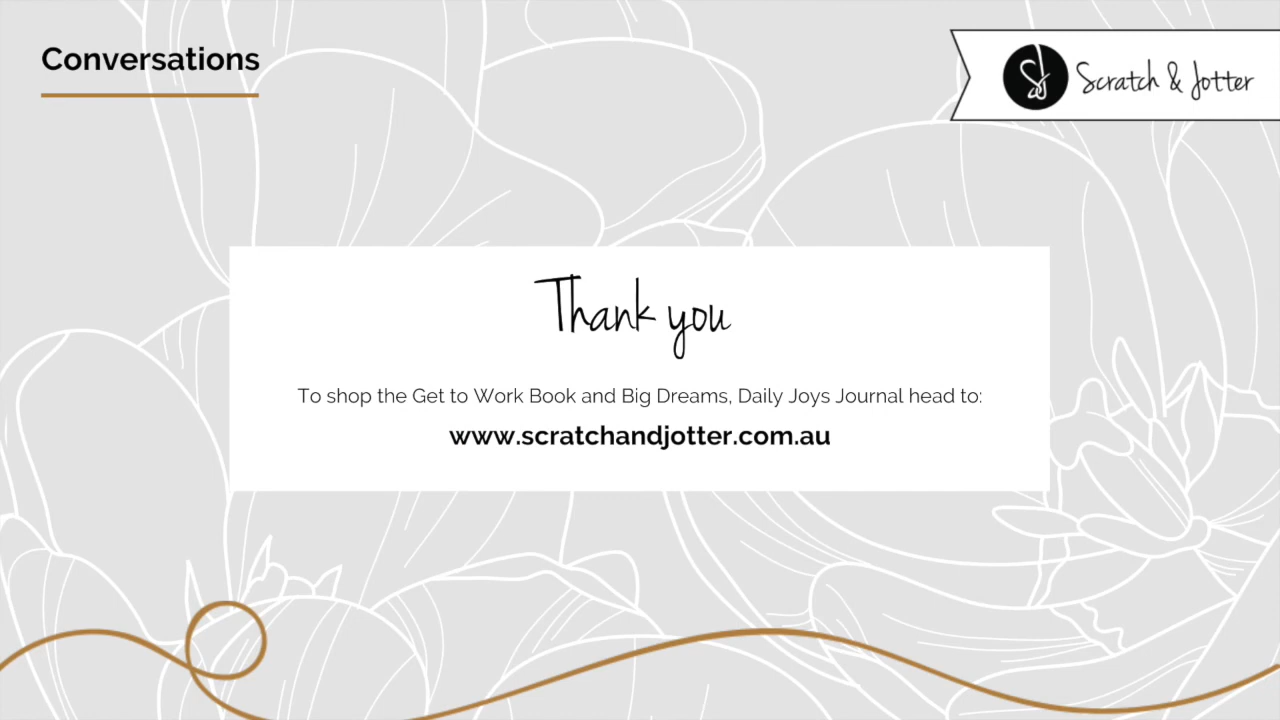 Conversations
Scratch & Jotter
Thank you
To shop the Get to Work Book and Big Dreams, Daily Joys Journal head to:
www.scratchandjotter.com.au